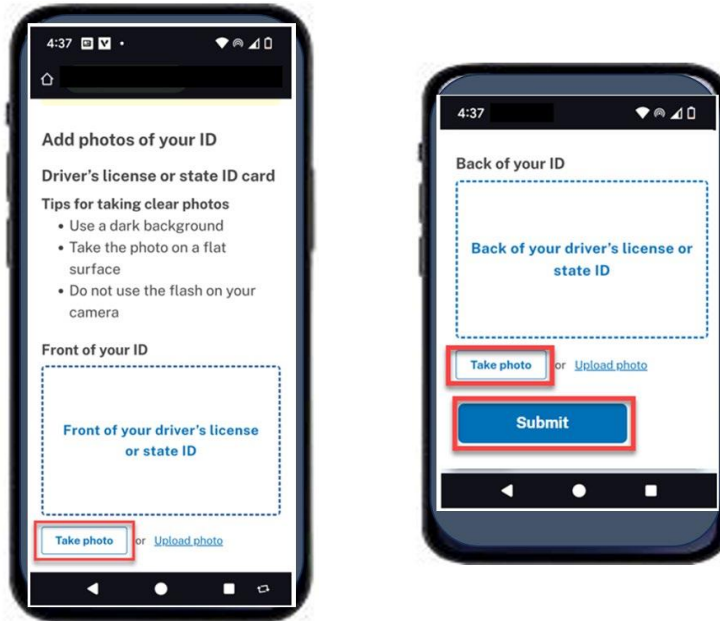 4:37
Add photos of your ID
Driver's license or state ID card
Tips for taking clear photos
• Use a dark background
• Take the photo on a flat
surface
• Do not use the flash on your
camera
Front of your ID
Front of your driver's license
or state ID
Take photo or Upload photo
4:37
Back of your ID
Back of your driver's license or
state ID
Take photo or Upload photo
Submit